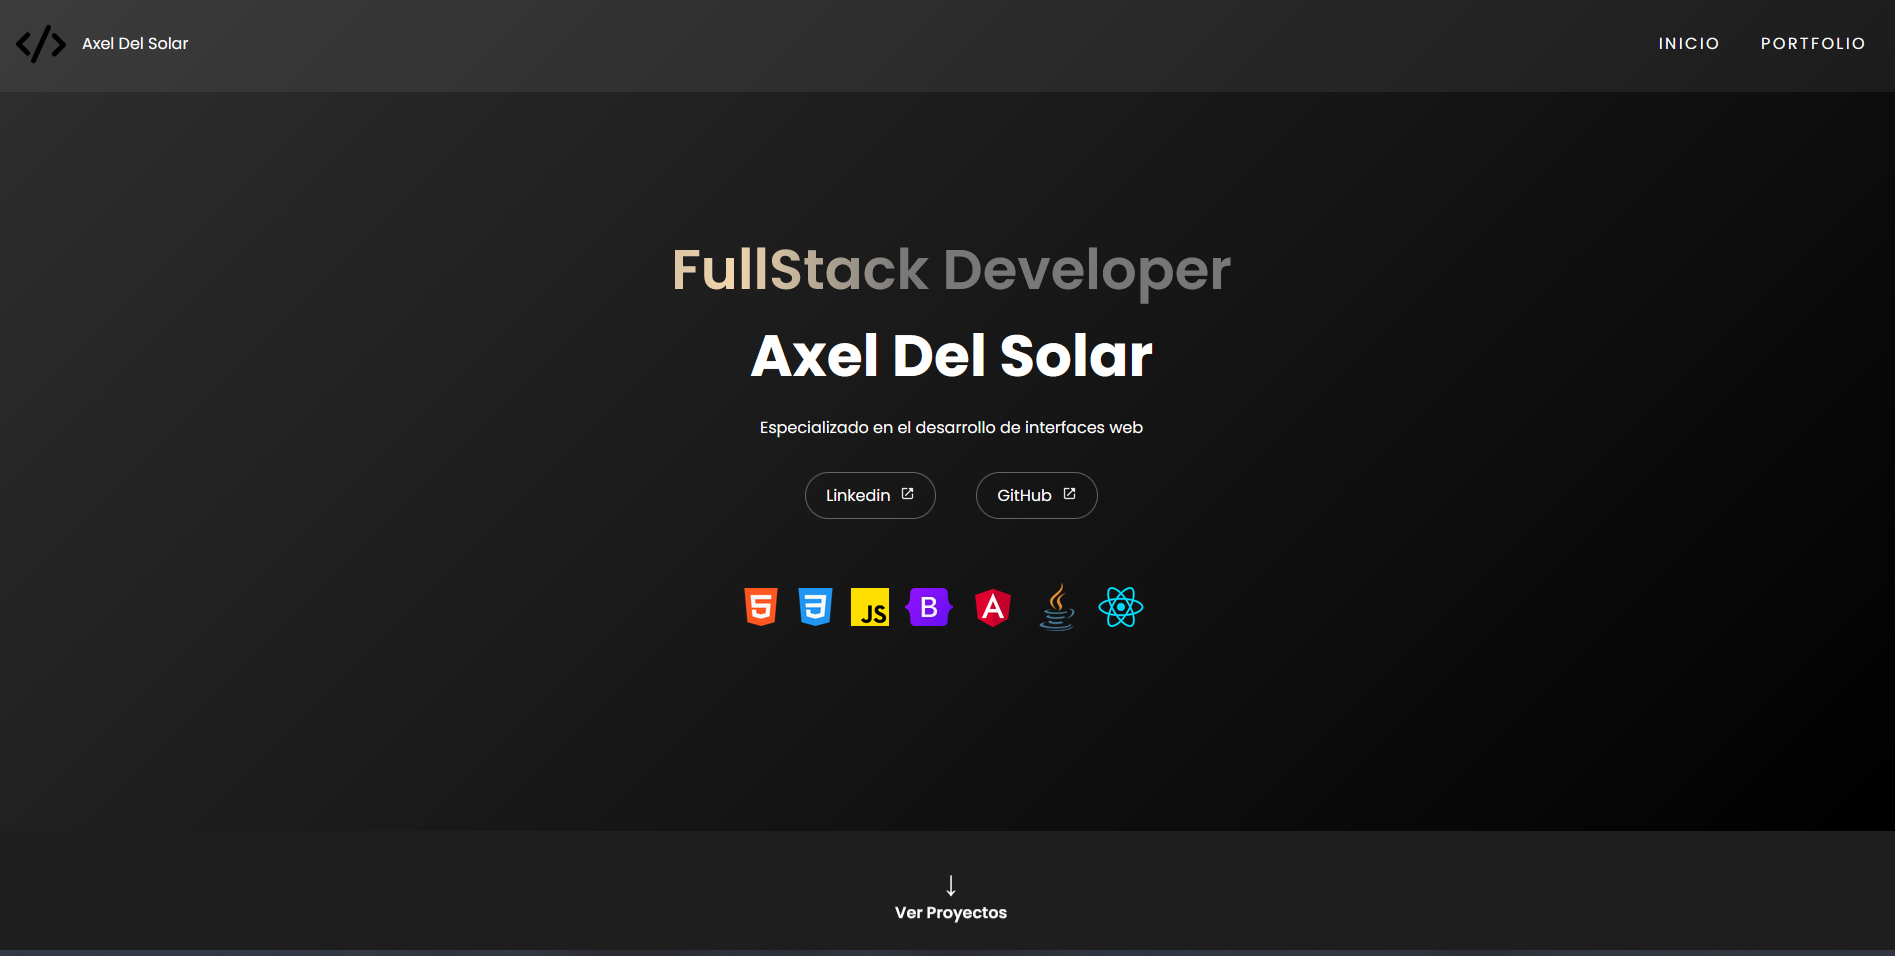 </> Axel Del Solar INICIO PORTFOLIO
FullStack Developer
Axel Del Solar
Especializado en el desarrollo de interfaces web
Linkedin GitHub
5 3 JS B A
↓
Ver Proyectos